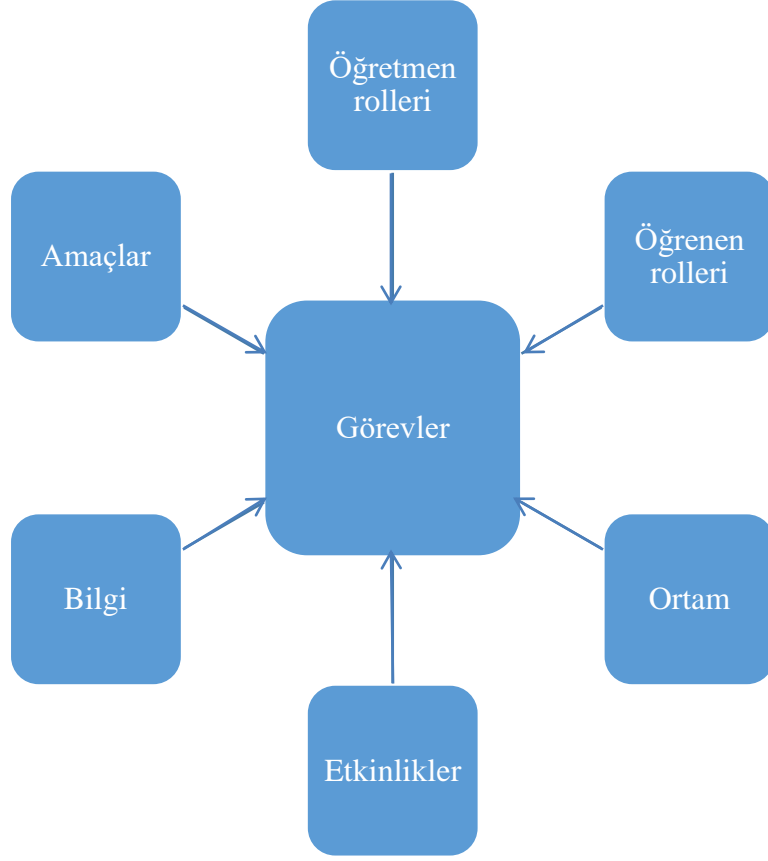 Öğretmen
rolleri
Amaçlar
Öğrenen
rolleri
Görevler
Bilgi
Ortam
Etkinlikler